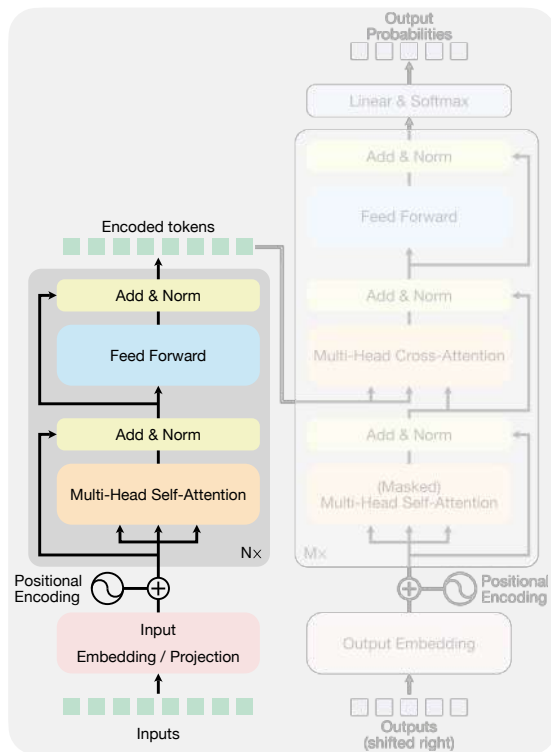 Output
Probabilities
Linear & Softmax
Add & Norm
Feed Forward
Add & Norm
Multi-Head Cross-Attention
Add & Norm
(Masked)
Multi-Head Self-Attention
M×
Positional
Encoding
Output Embedding
Outputs
(shifted right)
Encoded tokens
Add & Norm
Feed Forward
Add & Norm
Multi-Head Self-Attention
N×
Positional
Encoding
Input
Embedding / Projection
Inputs